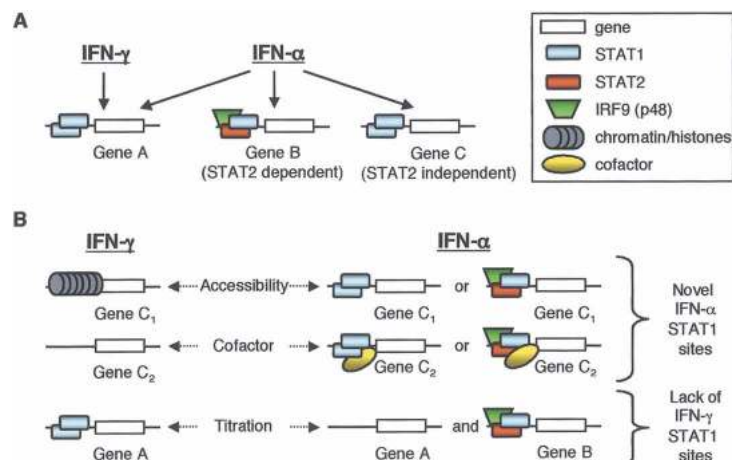 A
IFN-γ
IFN-α
Gene A
Gene B
(STAT2 dependent)
Gene C
(STAT2 independent)
gene
STAT1
STAT2
IRF9 (p48)
chromatin/histones
cofactor
B
IFN-γ
IFN-α
Accessibility
or
Gene C1
Gene C1
Gene C1
Cofactor
or
Gene C2
Gene C2
Gene C2
Novel
IFN-α
STAT1
sites
Titration
and
Gene A
Gene A
Gene B
Lack of
IFN-γ
STAT1
sites